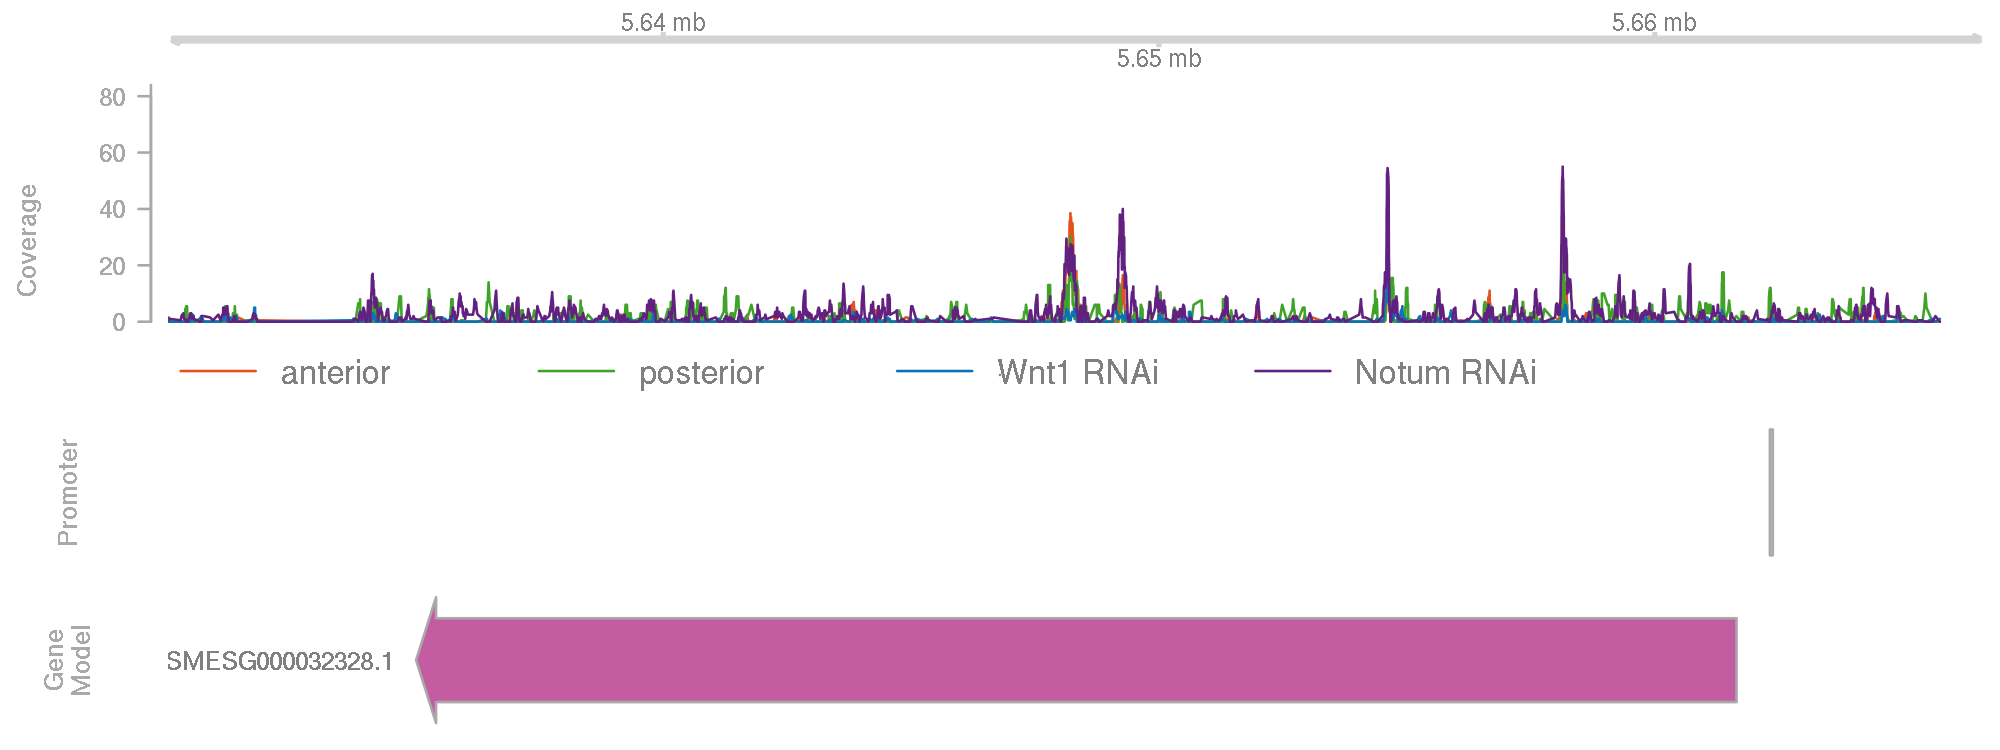 5.64 mb
5.66 mb
5.65 mb
Coverage
80
60
40
20
0
anterior
posterior
Wnt1 RNAi
Notum RNAi
Promoter
Gene
Model
SMESG000032328.1